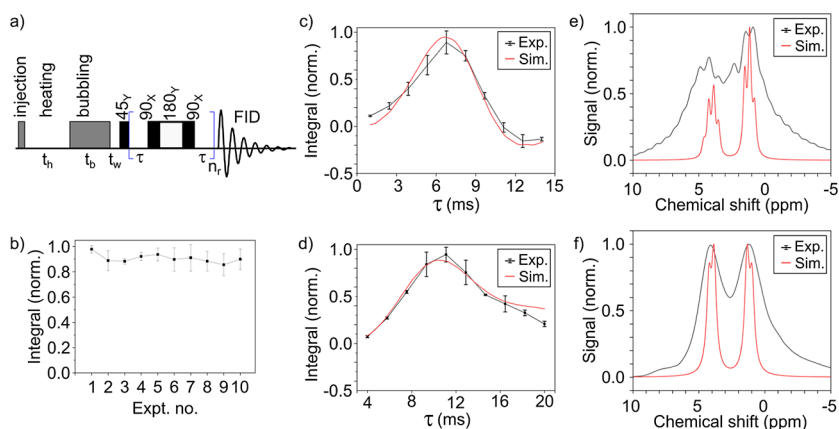 a)
injection
heating
bubbling
45Y
90X
180Y
90X
FID
th
tb
tw
τ
τ
nr
b)
Integral (norm.)
1.0
0.8
0.6
0.4
0.2
0.0
1 2 3 4 5 6 7 8 9 10
Expt. no.
c)
Integral (norm.)
1.0
0.5
0.0
-0.5
0 3 6 9 12 15
τ (ms)
Exp.
Sim.
d)
Integral (norm.)
1.0
0.5
0.0
-0.5
4 8 12 16 20
τ (ms)
Exp.
Sim.
e)
Signal (norm.)
1.0
0.5
0.0
10 5 0 -5
Chemical shift (ppm)
Exp.
Sim.
f)
Signal (norm.)
1.0
0.5
0.0
10 5 0 -5
Chemical shift (ppm)
Exp.
Sim.